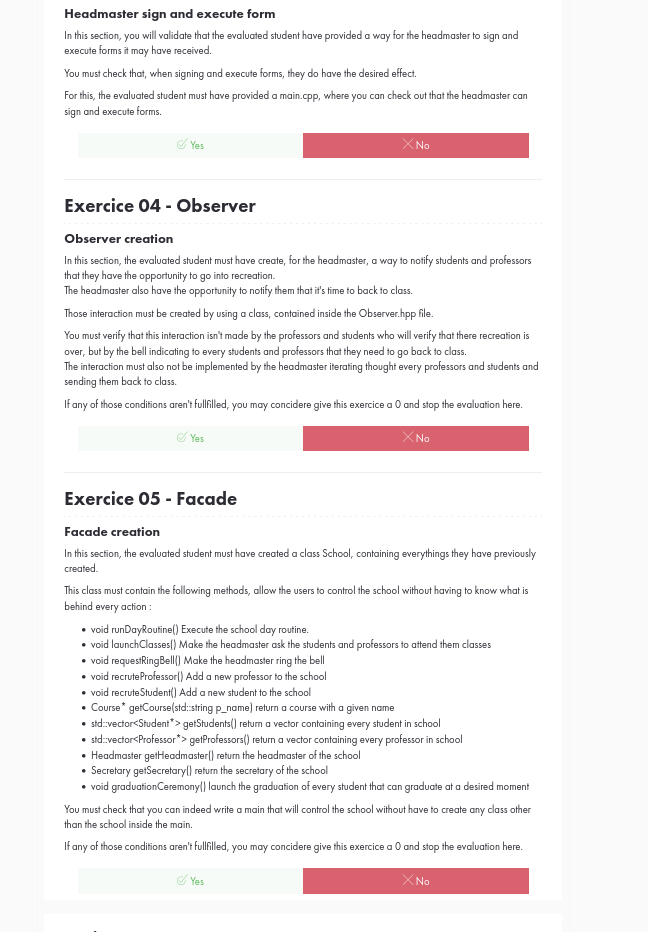 Headmaster sign and execute form
In this section, you will validate that the evaluated student have provided a way for the headmaster to sign and
execute forms it may have received.
You must check that, when signing and execute forms, they do have the desired effect.
For this, the evaluated student must have provided a main.cpp, where you can check out that the headmaster can
sign and execute forms.
Yes
No
Exercice 04 - Observer
Observer creation
In this section, the evaluated student must have create, for the headmaster, a way to notify students and professors
that they have the opportunity to go into recreation.
The headmaster also have the opportunity to notify them that it's time to back to class.
Those interaction must be created by using a class, contained inside the Observer.hpp file.
You must verify that this interaction isn't made by the professors and students who will verify that there recreation is
over, but by the bell indicating to every students and professors that they need to go back to class.
The interaction must also not be implemented by the headmaster iterating thought every professors and students and
sending them back to class.
If any of those conditions aren't fullfilled, you may concidere give this exercice a 0 and stop the evaluation here.
Yes
No
Exercice 05 - Facade
Facade creation
In this section, the evaluated student must have created a class School, containing everythings they have previously
created.
This class must contain the following methods, allow the users to control the school without having to know what is
behind every action :
• void runDayRoutine() Execute the school day routine.
• void launchClasses() Make the headmaster ask the students and professors to attend them classes
• void requestRingBell() Make the headmaster ring the bell
• void recruteProfessor() Add a new professor to the school
• void recruteStudent() Add a new student to the school
• Course* getCourse(std::string p_name) return a course with a given name
• std::vector<Student*> getStudents() return a vector containing every student in school
• std::vector<Professor*> getProfessors() return a vector containing every professor in school
• Headmaster getHeadmaster() return the headmaster of the school
• Secretary getSecretary() return the secretary of the school
• void graduationCeremony() launch the graduation of every student that can graduate at a desired moment
You must check that you can indeed write a main that will control the school without have to create any class other
than the school inside the main.
If any of those conditions aren't fullfilled, you may concidere give this exercice a 0 and stop the evaluation here.
Yes
No